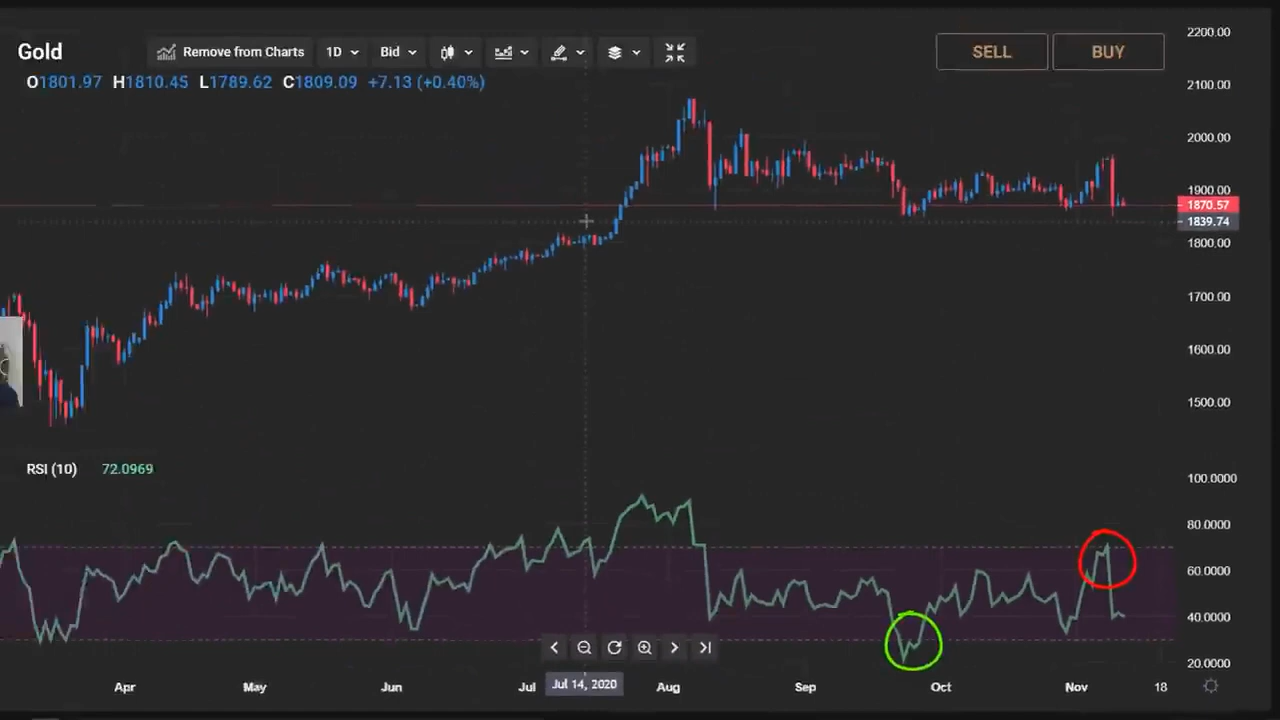 Gold
Remove from Charts
1D
Bid
SELL
BUY
O1801.97 H1810.45 L1789.62 C1809.09 +7.13 (+0.40%)
2200.00
2100.00
2000.00
1900.00
1870.57
1839.74
1800.00
1700.00
1600.00
1500.00
RSI (10) 72.0969
100.0000
80.0000
60.0000
40.0000
20.0000
Apr May Jun Jul Jul 14, 2020 Aug Sep Oct Nov 18